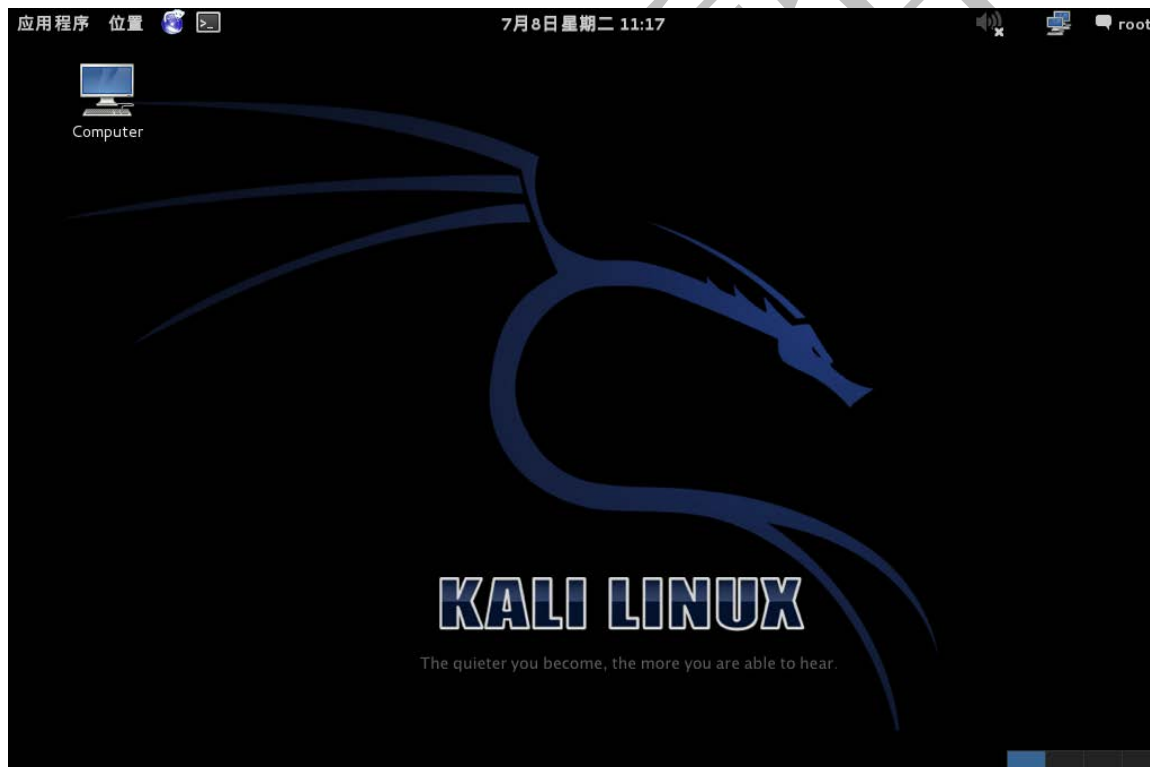 应用程序 位置 7月8日星期二 11:17 root
Computer
KALI LINUX
The quieter you become, the more you are able to hear.